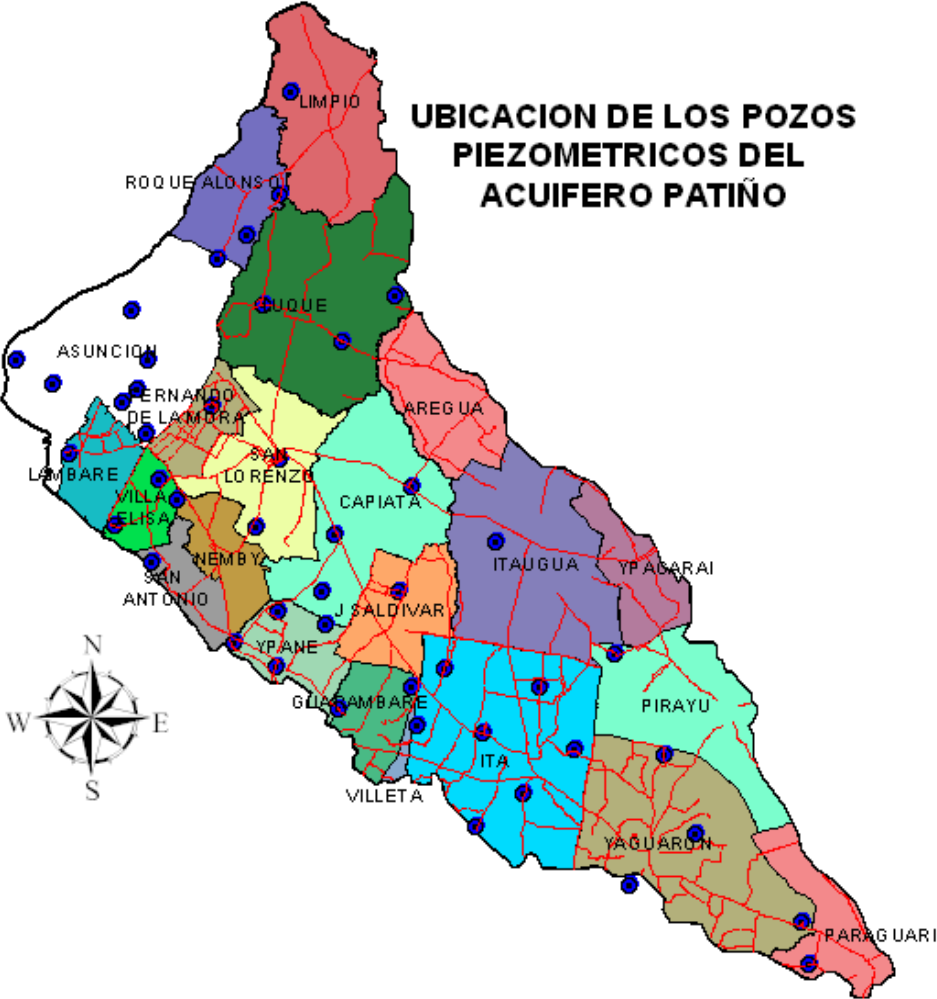 UBICACION DE LOS POZOS
PIEZOMETRICOS DEL
ACUIFERO PATIÑO
LIMPIO
ROQUE ALONSO
LUQUE
ASUNCION
FERNANDO
DE LA MORA
AREGUA
SAN
LORENZO
LAMBARE
CAPIATA
VILLA
ELISA
NEMBY
ITAUGUA
YPACARAI
SAN
ANTONIO
J SALDIVAR
YPANE
GUARAMBARE
PIRAYU
ITA
VILLETA
YAGUARON
PARAGUARI
N
W
E
S